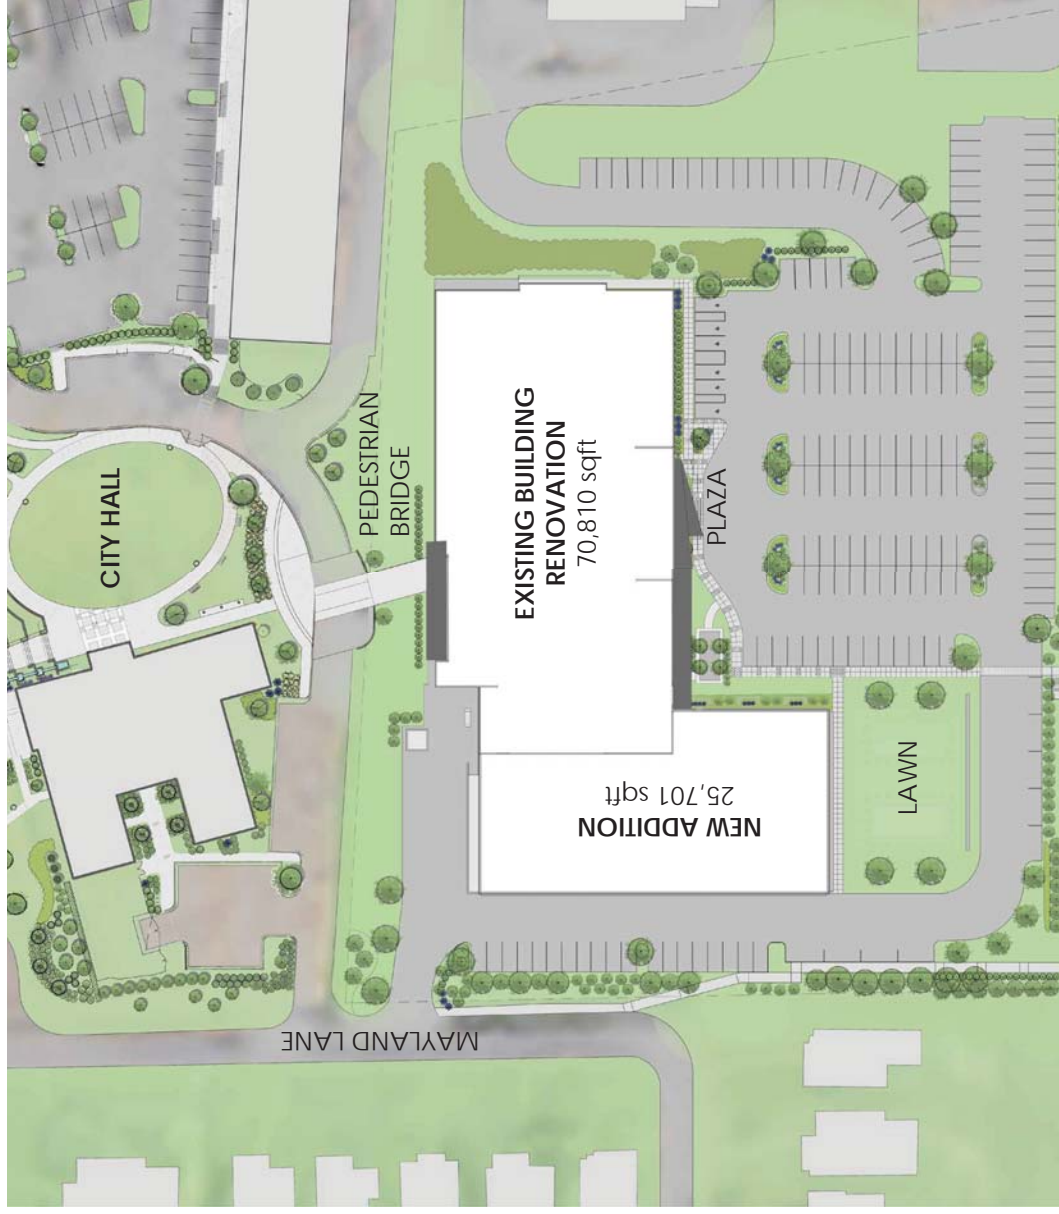 CITY HALL
PEDESTRIAN
BRIDGE
EXISTING BUILDING
RENOVATION
70,810 sqft
PLAZA
NEW ADDITION
25,701 sqft
LAWN
MAYLAND LANE